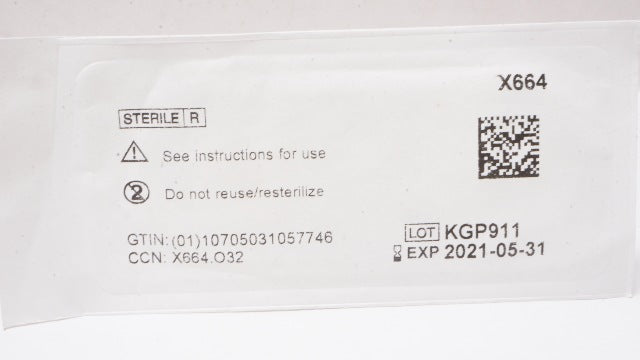 X664
STERILE R
See instructions for use
Do not reuse/resterilize
GTIN: (01)10705031057746
CCN: X664.O32
LOT KGP911
EXP 2021-05-31